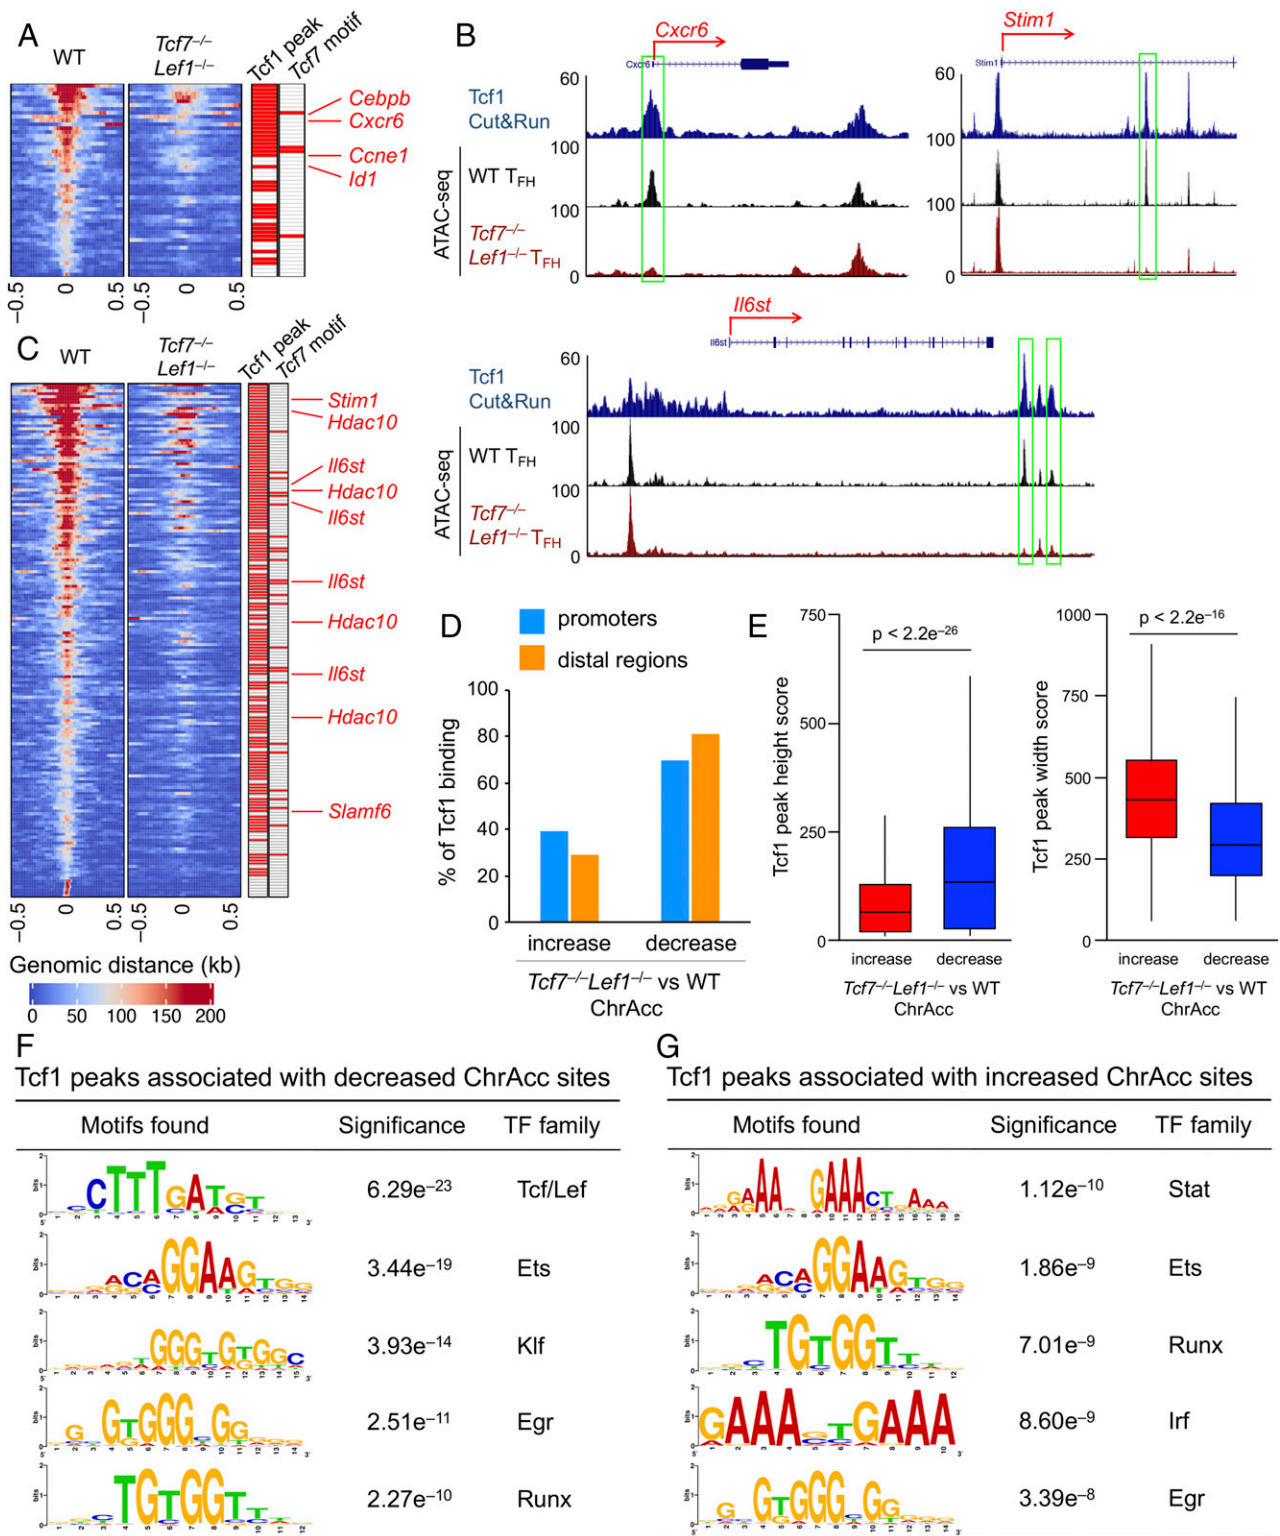 A
WT
Tcf7–/–
Lef1–/–
Tcf1 peak
Tcf7 motif
Cebpb
Cxcr6
Ccne1
Id1
–0.5
0
0.5
–0.5
0
0.5
B
Cxcr6
Cxcr6
60
Tcf1
Cut&Run
100
ATAC-seq
WT TFH
100
Tcf7–/–
Lef1–/– TFH
0
Stim1
Stim1
60
100
100
0
C
WT
Tcf7–/–
Lef1–/–
Tcf1 peak
Tcf7 motif
Stim1
Hdac10
Il6st
Hdac10
Il6st
Il6st
Hdac10
Il6st
Hdac10
Slamf6
–0.5
0
0.5
–0.5
0
0.5
Genomic distance (kb)
0 50 100 150 200
Il6st
Il6st
60
Tcf1
Cut&Run
100
ATAC-seq
WT TFH
100
Tcf7–/–
Lef1–/– TFH
0
D
promoters
distal regions
% of Tcf1 binding
100
80
60
40
20
0
increase decrease
Tcf7–/–Lef1–/– vs WT
ChrAcc
E
Tcf1 peak height score
750
500
250
0
p < 2.2e–26
increase decrease
Tcf7–/–Lef1–/– vs WT
ChrAcc
Tcf1 peak width score
1000
750
500
250
0
p < 2.2e–16
increase decrease
Tcf7–/–Lef1–/– vs WT
ChrAcc
F
Tcf1 peaks associated with decreased ChrAcc sites
Motifs found Significance TF family
6.29e–23 Tcf/Lef
3.44e–19 Ets
3.93e–14 Klf
2.51e–11 Egr
2.27e–10 Runx
G
Tcf1 peaks associated with increased ChrAcc sites
Motifs found Significance TF family
1.12e–10 Stat
1.86e–9 Ets
7.01e–9 Runx
8.60e–9 Irf
3.39e–8 Egr